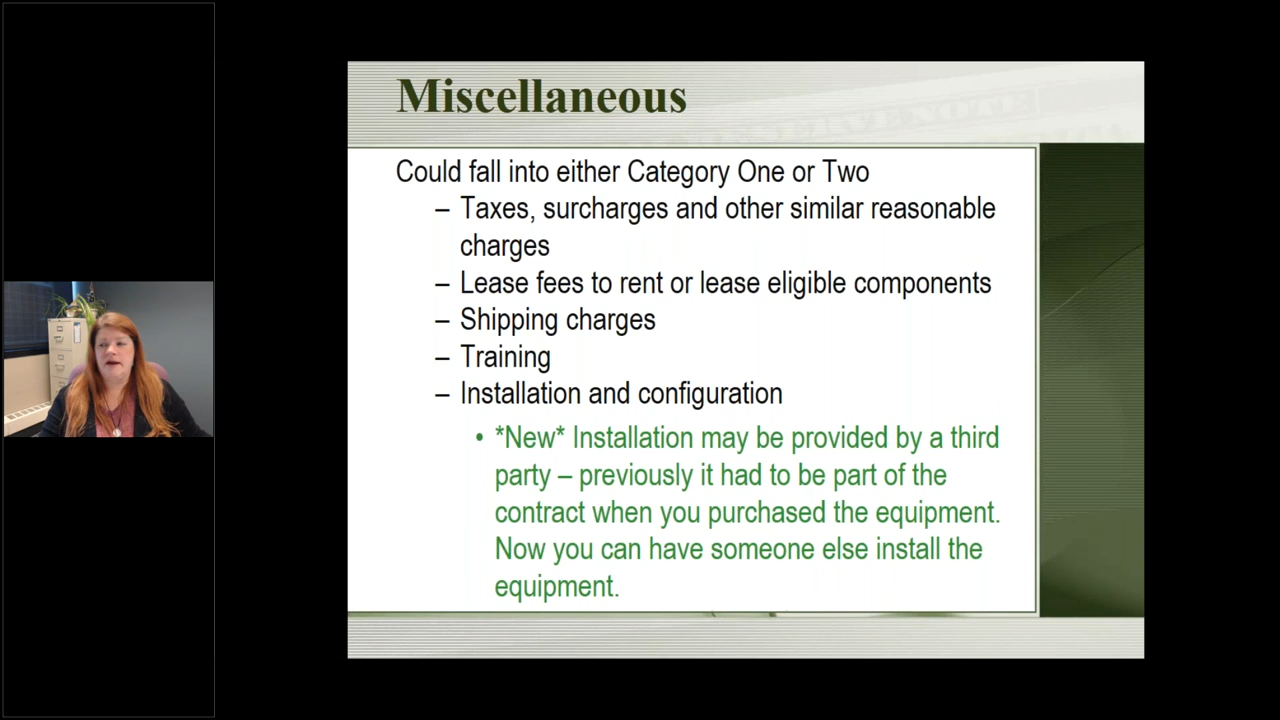 Miscellaneous
Could fall into either Category One or Two
– Taxes, surcharges and other similar reasonable
charges
– Lease fees to rent or lease eligible components
– Shipping charges
– Training
– Installation and configuration
• *New* Installation may be provided by a third
party – previously it had to be part of the
contract when you purchased the equipment.
Now you can have someone else install the
equipment.